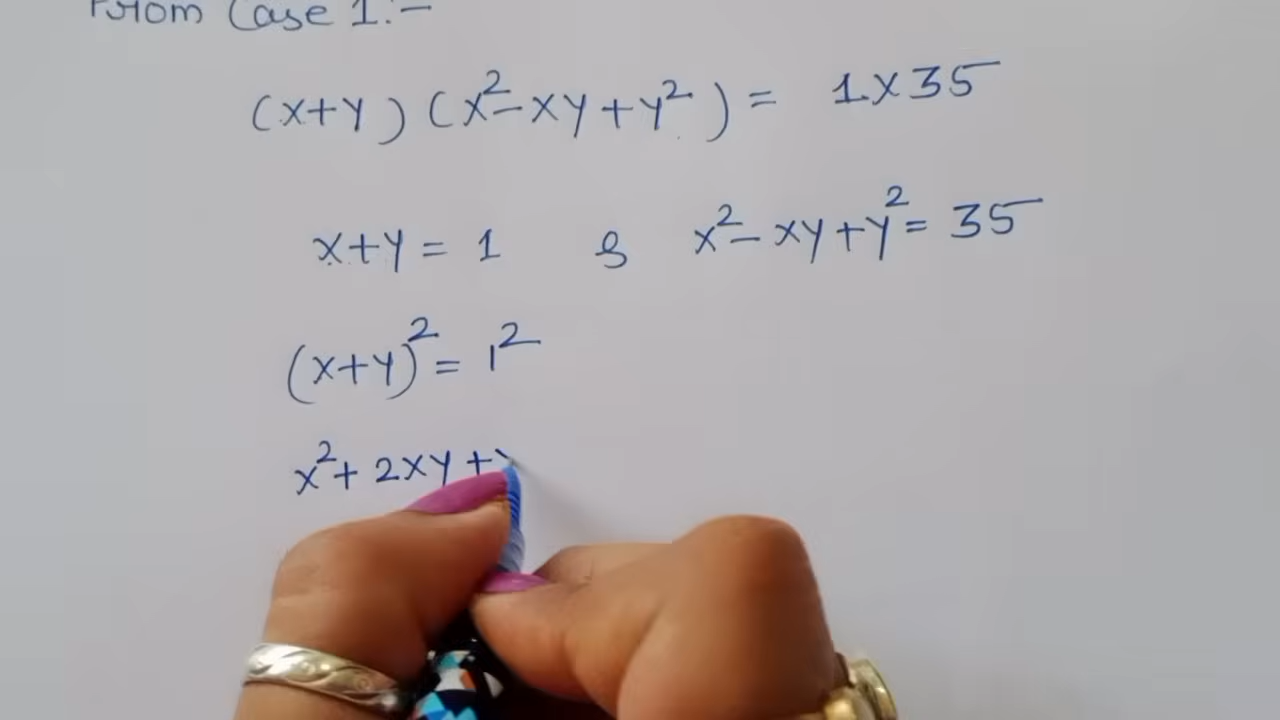 From Case 1:-
(x+y) (x²-xy+y²) = 1x35
x+y = 1 & x²-xy+y² = 35
(x+y)² = 1²
x²+2xy+